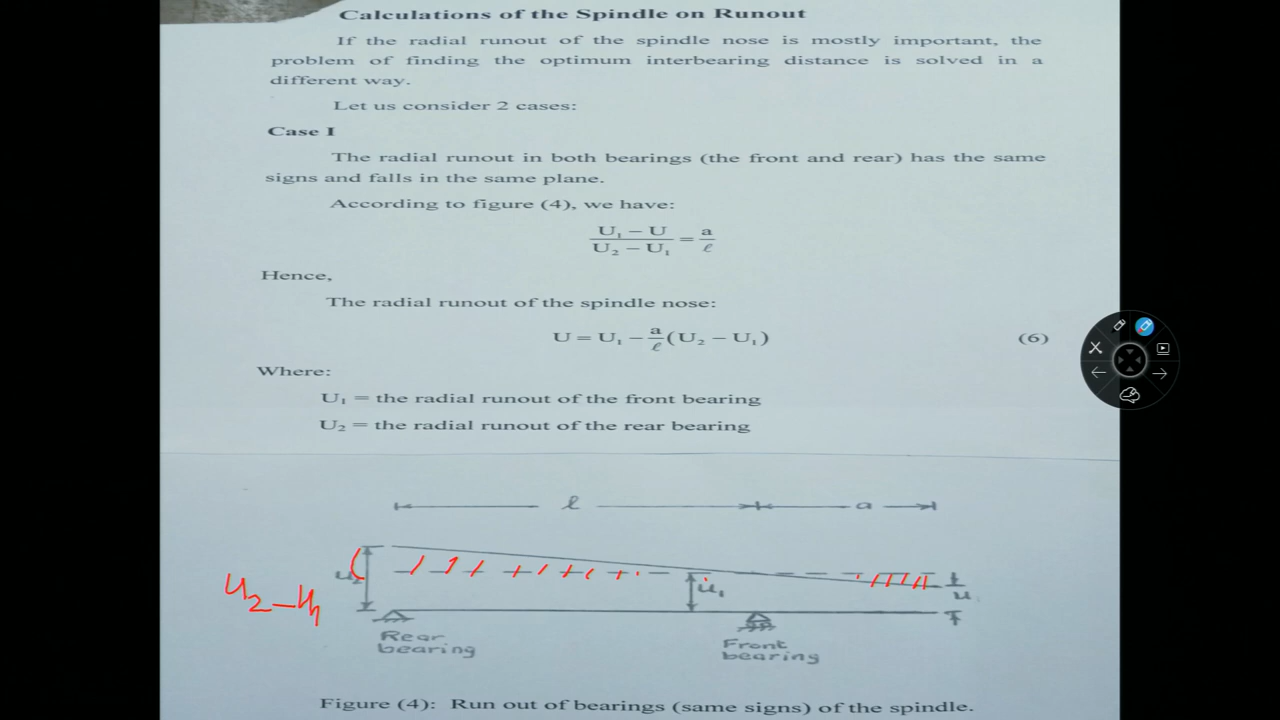 Calculations of the Spindle on Runout
If the radial runout of the spindle nose is mostly important, the
problem of finding the optimum interbearing distance is solved in a
different way.
Let us consider 2 cases:
Case I
The radial runout in both bearings (the front and rear) has the same
signs and falls in the same plane.
According to figure (4), we have:
U₁ − U
U₂ − U₁
= a
ℓ
Hence,
The radial runout of the spindle nose:
U = U₁ − a/ℓ (U₂ − U₁) (6)
Where:
U₁ = the radial runout of the front bearing
U₂ = the radial runout of the rear bearing
ℓ a
u₂ u₁ u
U₂ − U₁
Rear
bearing
Front
bearing
Figure (4): Run out of bearings (same signs) of the spindle.